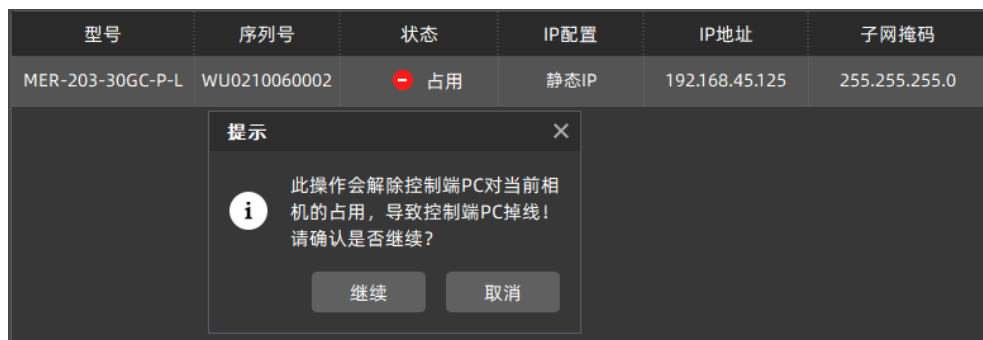 型号 序列号 状态 IP配置 IP地址 子网掩码
MER-203-30GC-P-L WU0210060002 占用 静态IP 192.168.45.125 255.255.255.0
提示
此操作会解除控制端PC对当前相
机的占用，导致控制端PC掉线！
请确认是否继续？
继续 取消